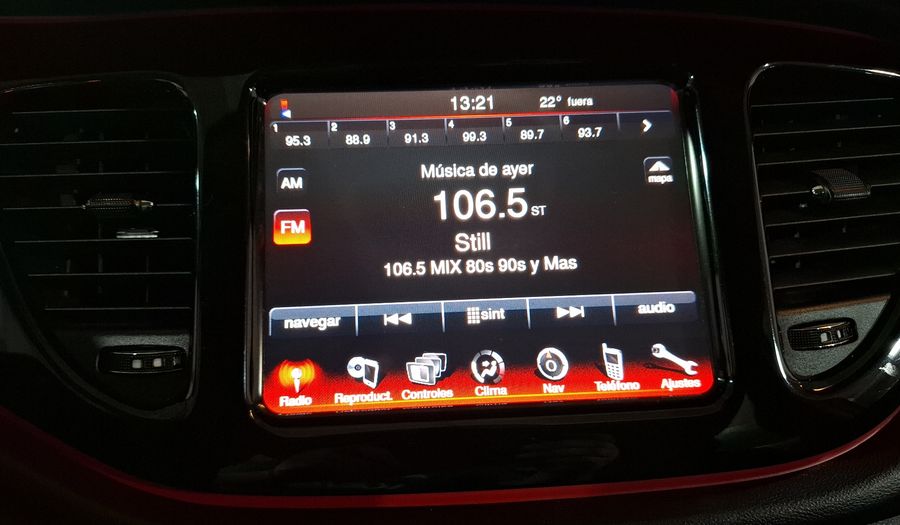 13:21 22° fuera
1 2 3 4 5 6
95.3 88.9 91.3 99.3 89.7 93.7
Música de ayer
mapa
AM
106.5 ST
FM
Still
106.5 MIX 80s 90s y Mas
navegar sint audio
Radio Reproduct. Controles Clima Nav Teléfono Ajustes